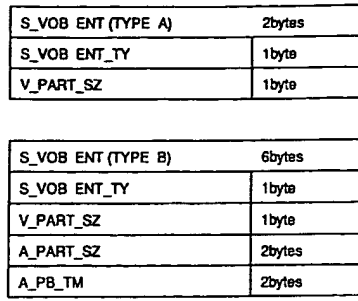 S_VOB ENT (TYPE A) 2bytes
S_VOB ENT_TY 1byte
V_PART_SZ 1byte
S_VOB ENT (TYPE B) 6bytes
S_VOB ENT_TY 1byte
V_PART_SZ 1byte
A_PART_SZ 2bytes
A_PB_TM 2bytes